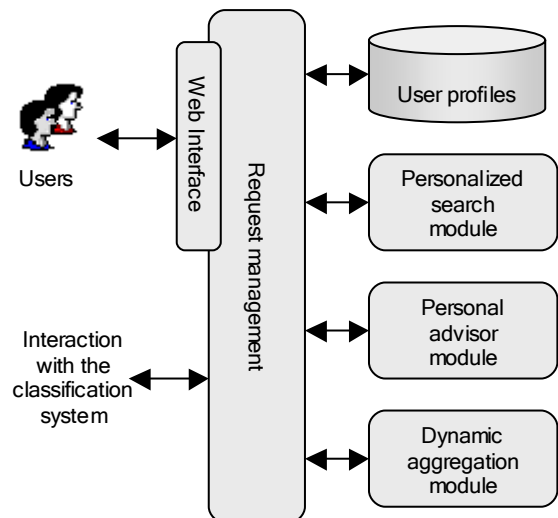 Users
Web Interface
Request management
User profiles
Personalized
search
module
Personal
advisor
module
Interaction
with the
classification
system
Dynamic
aggregation
module